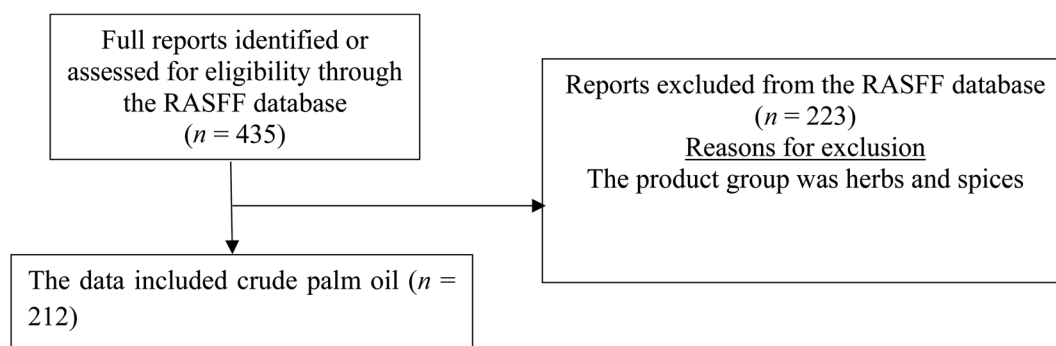 Full reports identified or
assessed for eligibility through
the RASFF database
(n = 435)
Reports excluded from the RASFF database
(n = 223)
Reasons for exclusion
The product group was herbs and spices
The data included crude palm oil (n =
212)